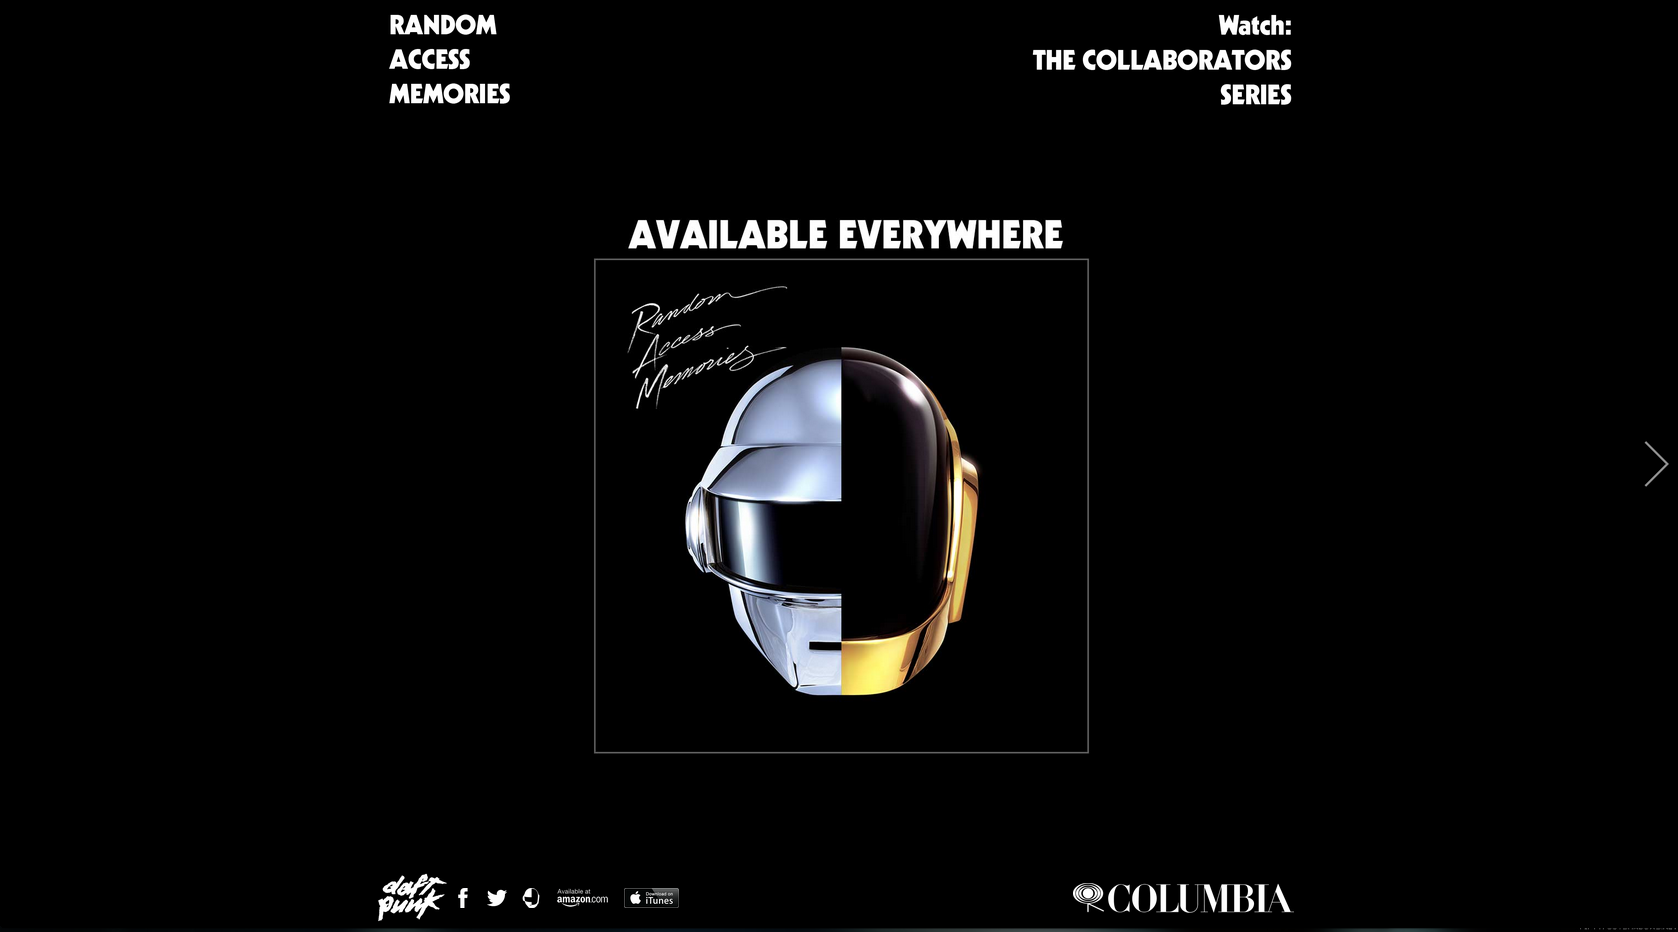 RANDOM
ACCESS
MEMORIES
Watch:
THE COLLABORATORS
SERIES
AVAILABLE EVERYWHERE
Random
Access
Memories
daft
punk
Available at
amazon.com
Download on
iTunes
COLUMBIA